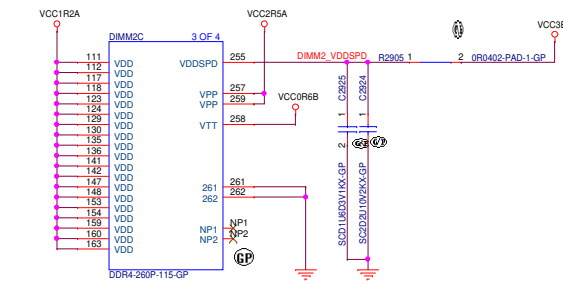 VCC1R2A
VCC2R5A
VCC3B
DIMM2C
3 OF 4
111 VDD
112 VDD
117 VDD
118 VDD
123 VDD
124 VDD
129 VDD
130 VDD
135 VDD
136 VDD
141 VDD
142 VDD
147 VDD
148 VDD
153 VDD
154 VDD
159 VDD
160 VDD
163 VDD
VDDSPD 255
VPP 257
VPP 259
VTT 258
VCC0R6B
261 261
262 262
NP1 NP1
NP2 NP2
GP
DDR4-260P-115-GP
DIMM2_VDDSPD
R2905 1 2 0R0402-PAD-1-GP
C2925
1
2
SCD1U6D3V1KX-GP
C2924
1
SC2D2U10V2KX-GP